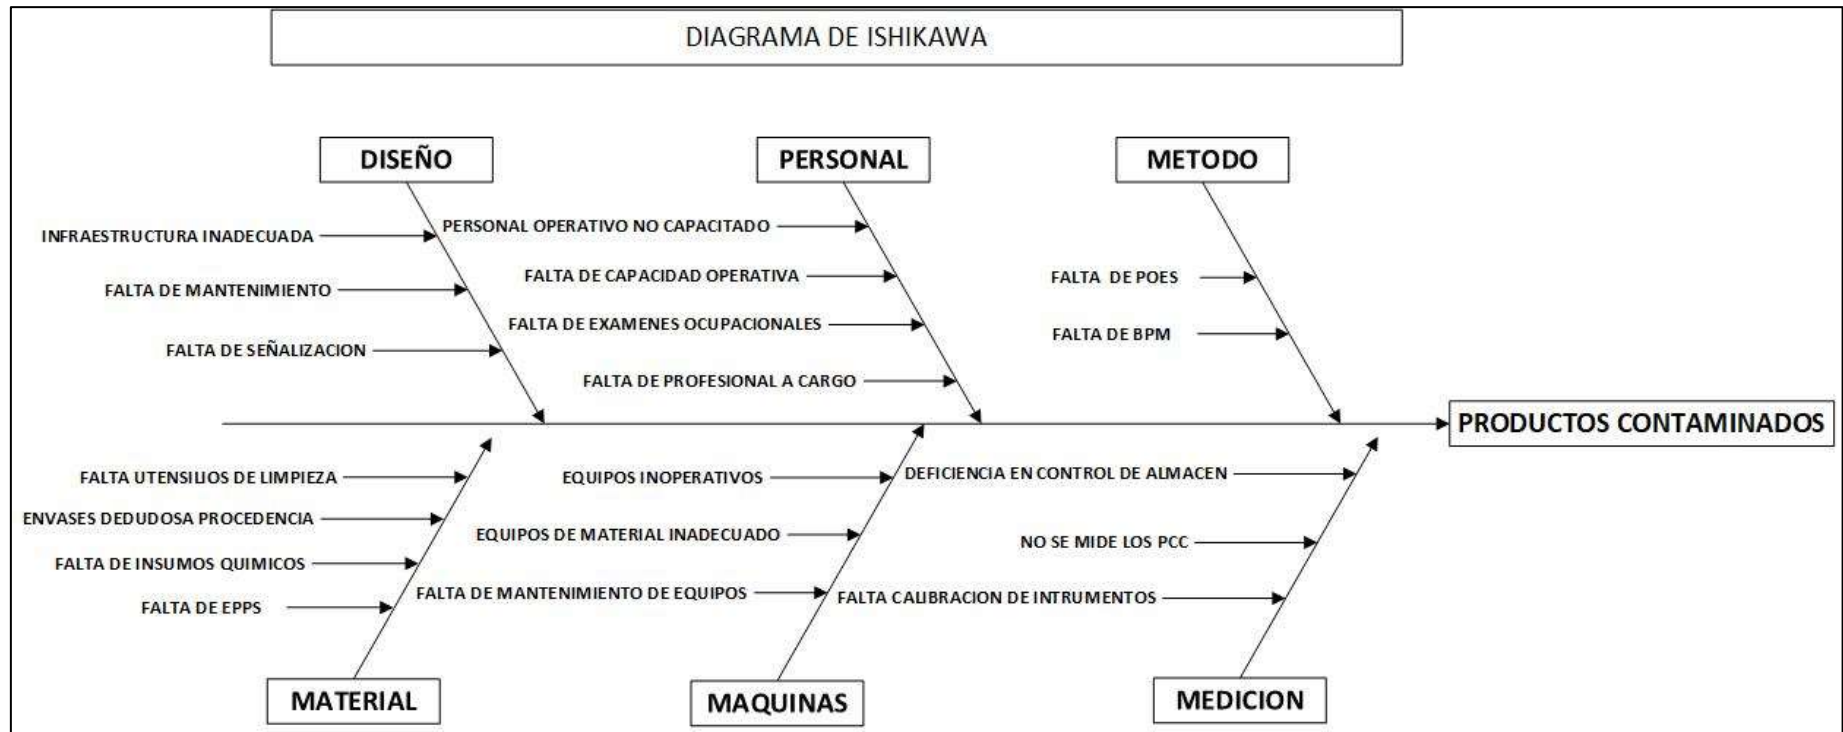 DIAGRAMA DE ISHIKAWA
DISEÑO
INFRAESTRUCTURA INADECUADA
FALTA DE MANTENIMIENTO
FALTA DE SEÑALIZACION
PERSONAL
PERSONAL OPERATIVO NO CAPACITADO
FALTA DE CAPACIDAD OPERATIVA
FALTA DE EXAMENES OCUPACIONALES
FALTA DE PROFESIONAL A CARGO
METODO
FALTA DE POES
FALTA DE BPM
PRODUCTOS CONTAMINADOS
FALTA UTENSILIOS DE LIMPIEZA
ENVASES DEDUDOSA PROCEDENCIA
FALTA DE INSUMOS QUIMICOS
FALTA DE EPPS
MATERIAL
EQUIPOS INOPERATIVOS
EQUIPOS DE MATERIAL INADECUADO
FALTA DE MANTENIMIENTO DE EQUIPOS
MAQUINAS
DEFICIENCIA EN CONTROL DE ALMACEN
NO SE MIDE LOS PCC
FALTA CALIBRACION DE INTRUMENTOS
MEDICION